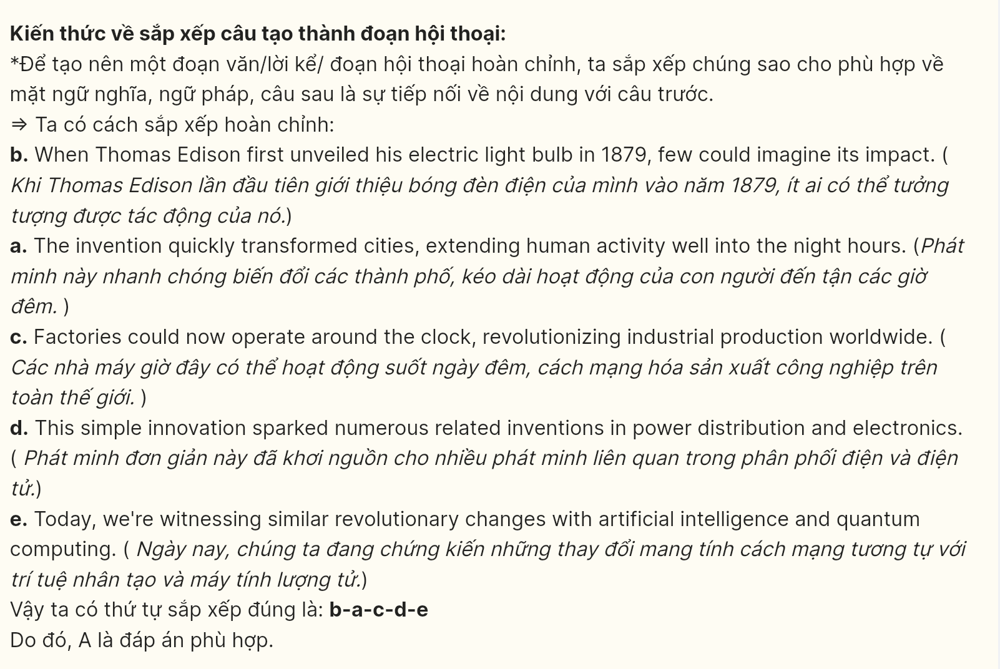 Kiến thức về sắp xếp câu tạo thành đoạn hội thoại:
*Để tạo nên một đoạn văn/lời kể/ đoạn hội thoại hoàn chỉnh, ta sắp xếp chúng sao cho phù hợp về
mặt ngữ nghĩa, ngữ pháp, câu sau là sự tiếp nối về nội dung với câu trước.
⇒ Ta có cách sắp xếp hoàn chỉnh:
b. When Thomas Edison first unveiled his electric light bulb in 1879, few could imagine its impact. (
Khi Thomas Edison lần đầu tiên giới thiệu bóng đèn điện của mình vào năm 1879, ít ai có thể tưởng
tượng được tác động của nó.)
a. The invention quickly transformed cities, extending human activity well into the night hours. (Phát
minh này nhanh chóng biến đổi các thành phố, kéo dài hoạt động của con người đến tận các giờ
đêm. )
c. Factories could now operate around the clock, revolutionizing industrial production worldwide. (
Các nhà máy giờ đây có thể hoạt động suốt ngày đêm, cách mạng hóa sản xuất công nghiệp trên
toàn thế giới. )
d. This simple innovation sparked numerous related inventions in power distribution and electronics.
( Phát minh đơn giản này đã khơi nguồn cho nhiều phát minh liên quan trong phân phối điện và điện
tử.)
e. Today, we're witnessing similar revolutionary changes with artificial intelligence and quantum
computing. ( Ngày nay, chúng ta đang chứng kiến những thay đổi mang tính cách mạng tương tự với
trí tuệ nhân tạo và máy tính lượng tử.)
Vậy ta có thứ tự sắp xếp đúng là: b-a-c-d-e
Do đó, A là đáp án phù hợp.